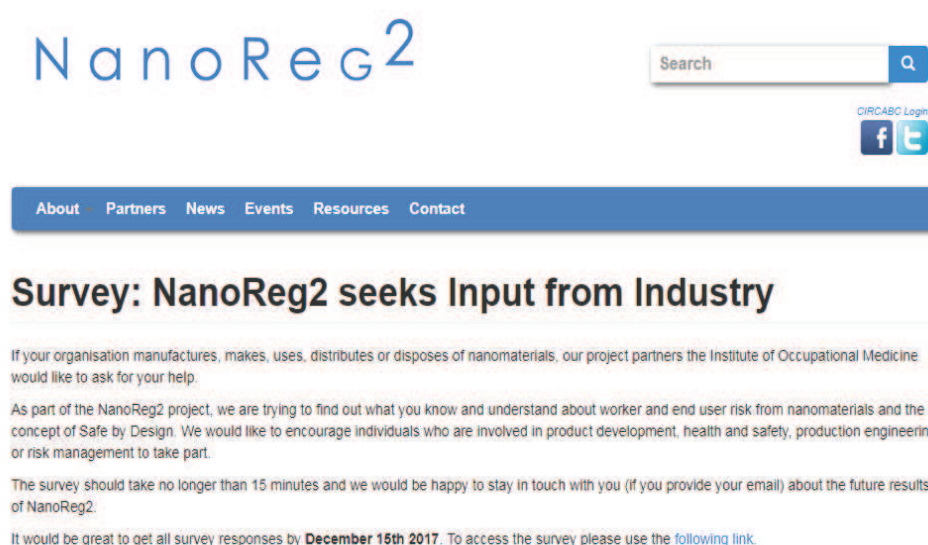 NanoReg2
Search
CIRCABC Login
About Partners News Events Resources Contact
Survey: NanoReg2 seeks Input from Industry
If your organisation manufactures, makes, uses, distributes or disposes of nanomaterials, our project partners the Institute of Occupational Medicine
would like to ask for your help.
As part of the NanoReg2 project, we are trying to find out what you know and understand about worker and end user risk from nanomaterials and the
concept of Safe by Design. We would like to encourage individuals who are involved in product development, health and safety, production engineerin
or risk management to take part.
The survey should take no longer than 15 minutes and we would be happy to stay in touch with you (if you provide your email) about the future results
of NanoReg2.
It would be great to get all survey responses by December 15th 2017. To access the survey please use the following link.